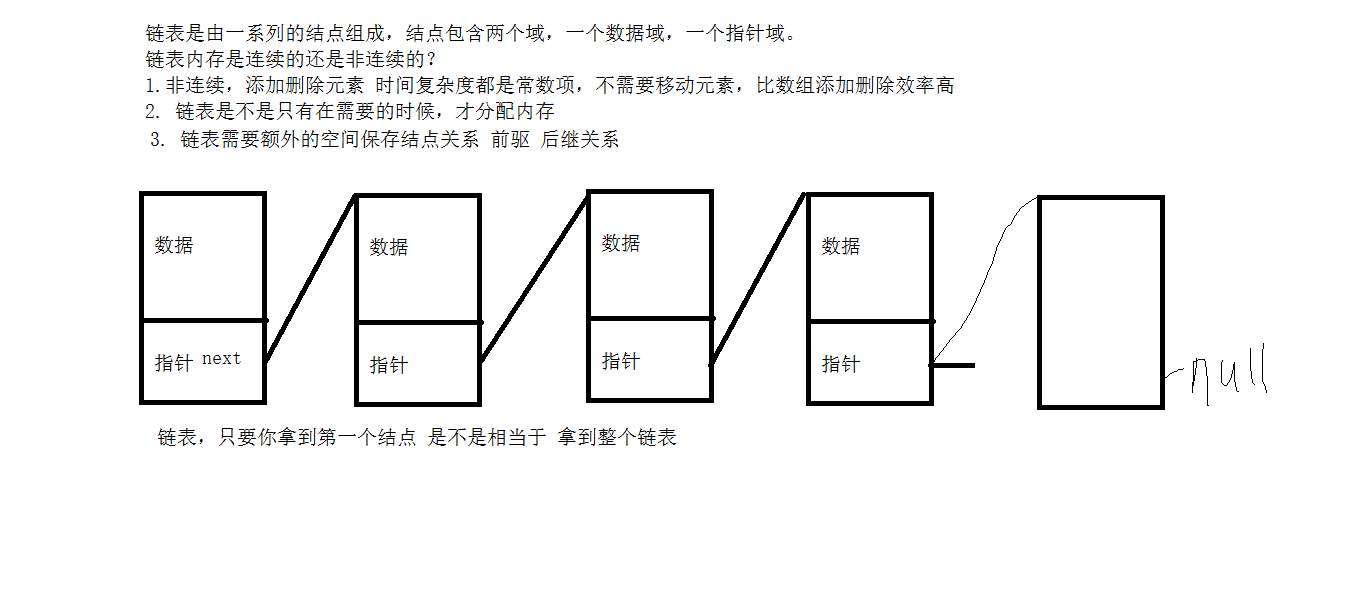 链表是由一系列的结点组成，结点包含两个域，一个数据域，一个指针域。
链表内存是连续的还是非连续的？
1.非连续，添加删除元素 时间复杂度都是常数项，不需要移动元素，比数组添加删除效率高
2. 链表是不是只有在需要的时候，才分配内存
3. 链表需要额外的空间保存结点关系 前驱 后继关系
数据 数据 数据 数据
指针 next 指针 指针 指针 null
链表，只要你拿到第一个结点 是不是相当于 拿到整个链表